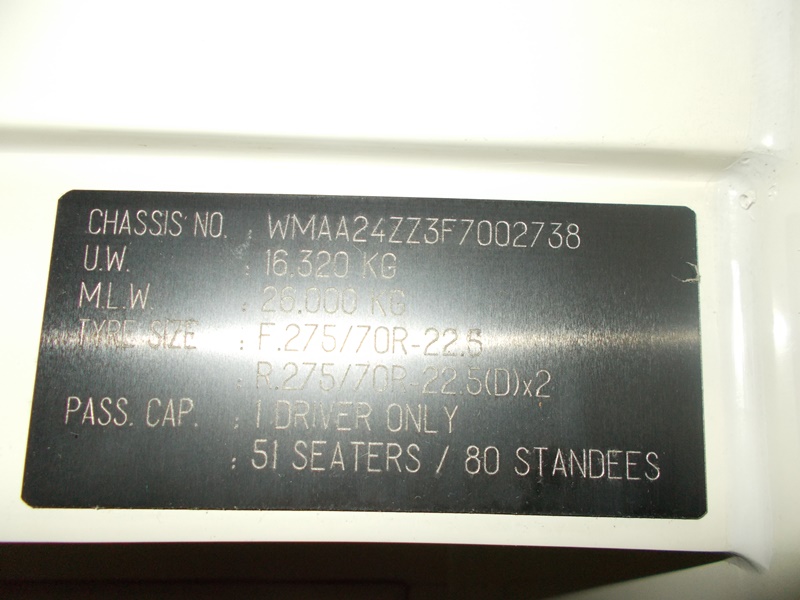 CHASSIS NO. : WMAA24ZZ3F7002738
U.W. : 16.320 KG
M.L.W. : 26.000 KG
TYRE SIZE : F.275/70R-22.5
: R.275/70R-22.5(D)x2
PASS. CAP. : 1 DRIVER ONLY
: 51 SEATERS / 80 STANDEES